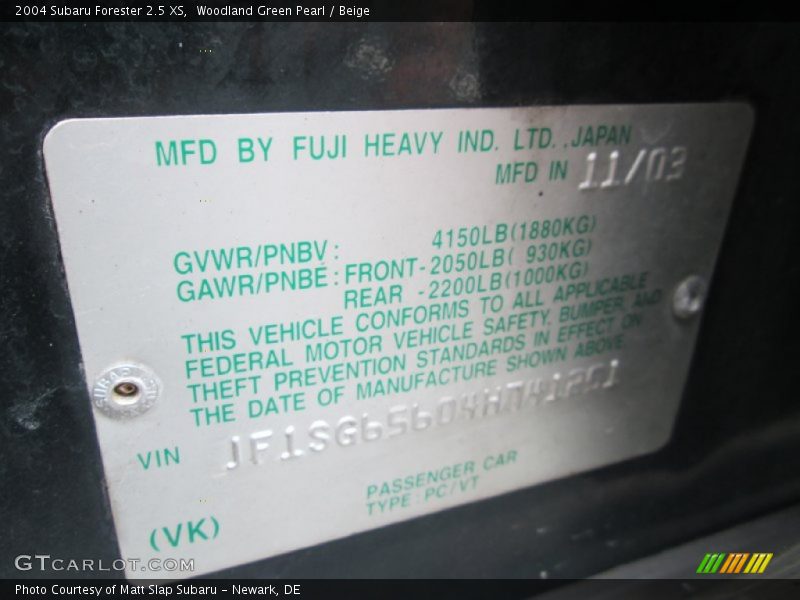 2004 Subaru Forester 2.5 XS,  Woodland Green Pearl / Beige
MFD BY FUJI HEAVY IND. LTD. ,JAPAN
MFD IN 11/03
GVWR/PNBV : 4150LB(1880KG)
GAWR/PNBE : FRONT-2050LB( 930KG)
REAR -2200LB(1000KG)
THIS VEHICLE CONFORMS TO ALL APPLICABLE
FEDERAL MOTOR VEHICLE SAFETY, BUMPER, AND
THEFT PREVENTION STANDARDS IN EFFECT ON
THE DATE OF MANUFACTURE SHOWN ABOVE.
VIN JF1SG65604H741201
PASSENGER CAR
TYPE : PC/VT
(VK)
GTCARLOT.COM
Photo Courtesy of Matt Slap Subaru - Newark, DE